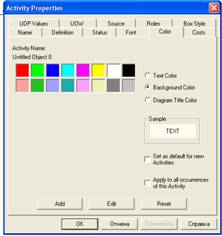 Activity Properties
UDP Values UOW Source Roles Box Style
Name Definition Status Font Color Costs
Activity Name:
Untitled Object 0
Text Color
Background Color
Diagram Title Color
Sample
TEXT
Set as default for new
Activities
Apply to all occurrences
of this Activity
Add Edit Reset
OK Отмена Применить Справка